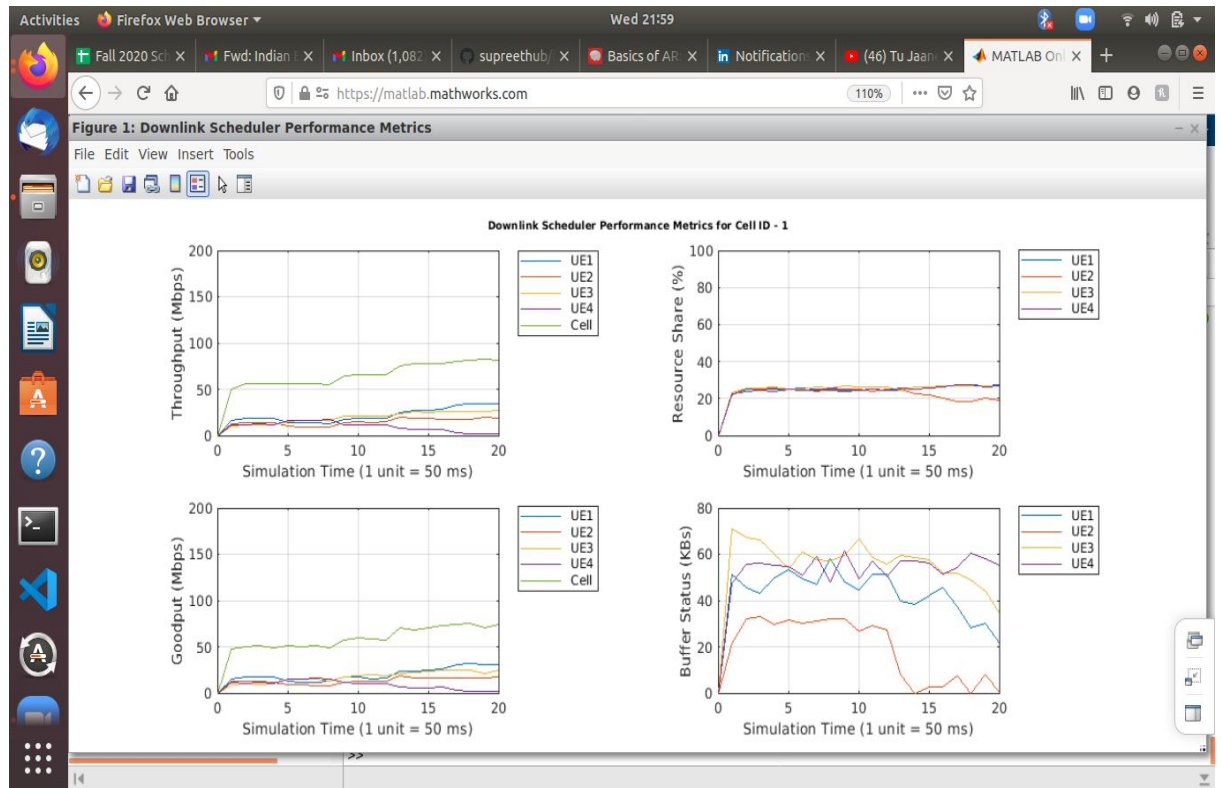 Activities Firefox Web Browser Wed 21:59
Fall 2020 Sch Fwd: Indian E Inbox (1,082) supreethub/ Basics of AR: Notifications (46) Tu Jaane MATLAB Onl
https://matlab.mathworks.com 110%
Figure 1: Downlink Scheduler Performance Metrics
File Edit View Insert Tools
Downlink Scheduler Performance Metrics for Cell ID - 1
Throughput (Mbps)
200
150
100
50
0
0 5 10 15 20
Simulation Time (1 unit = 50 ms)
UE1
UE2
UE3
UE4
Cell
Resource Share (%)
100
80
60
40
20
0
0 5 10 15 20
Simulation Time (1 unit = 50 ms)
UE1
UE2
UE3
UE4
Goodput (Mbps)
200
150
100
50
0
0 5 10 15 20
Simulation Time (1 unit = 50 ms)
UE1
UE2
UE3
UE4
Cell
Buffer Status (KBs)
80
60
40
20
0
0 5 10 15 20
Simulation Time (1 unit = 50 ms)
UE1
UE2
UE3
UE4
>>